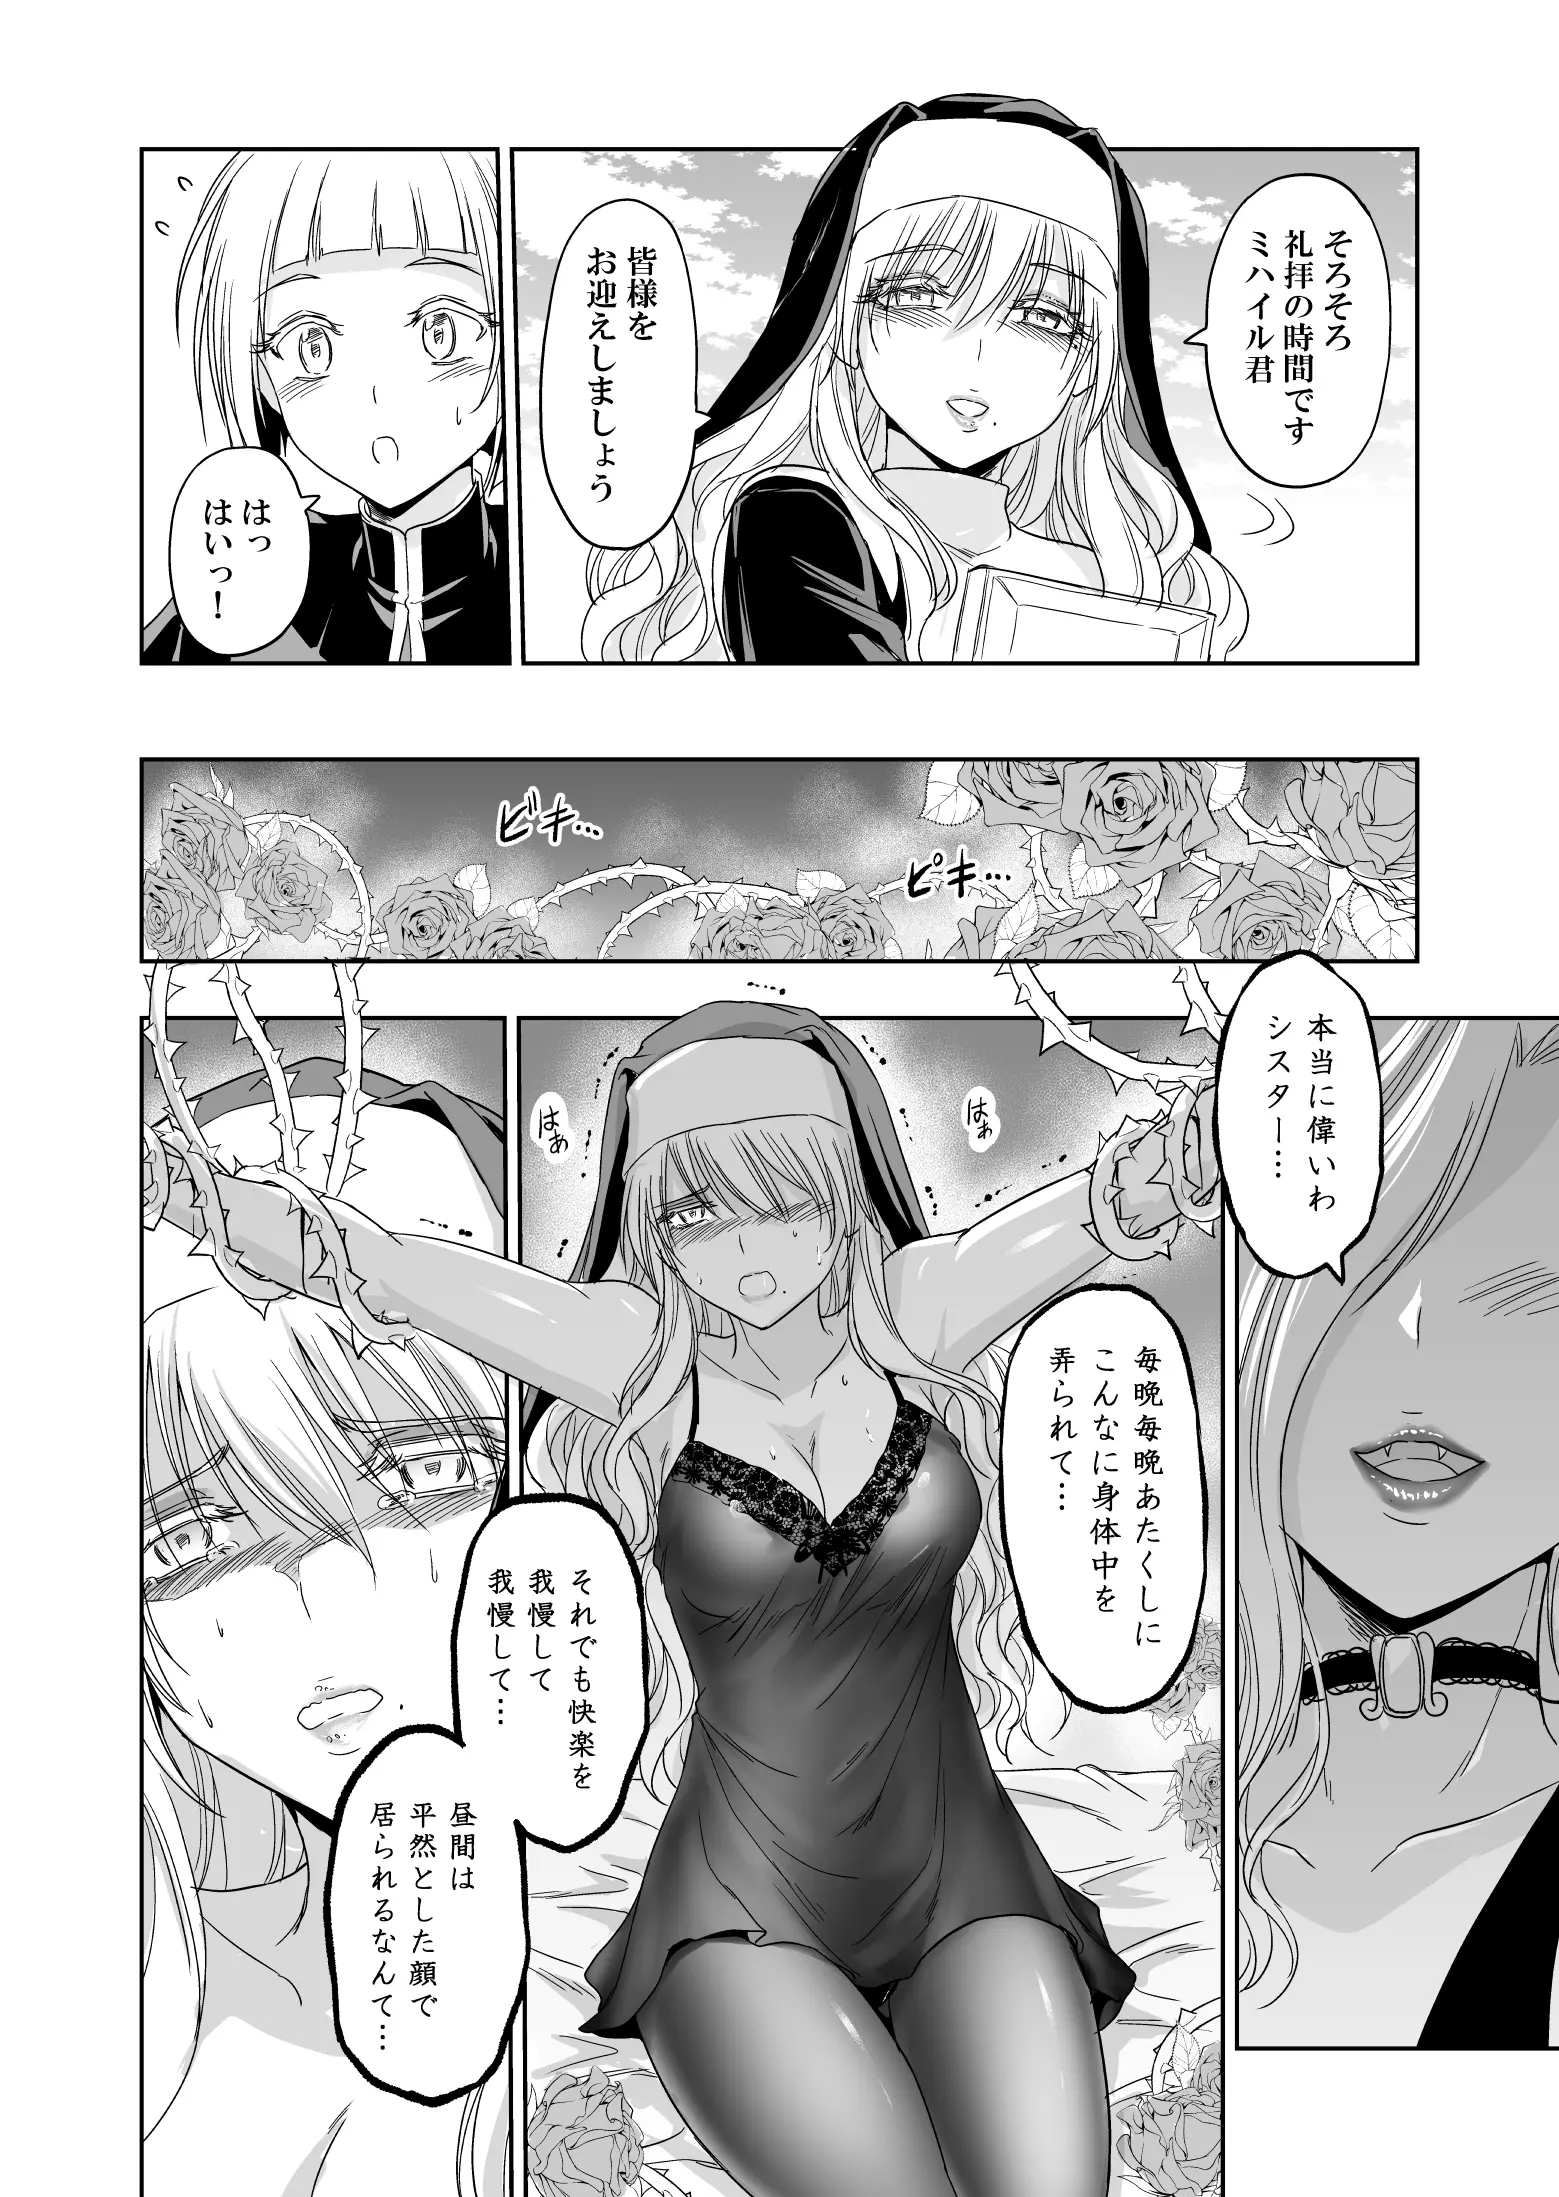 そろそろ
礼拝の時間です
ミハイル君
皆様を
お迎えしましょう
はっ
はいっ！
ピキ…
ビキ…
本当に偉いわ
シスター…
はぁ
はぁ
毎晩毎晩あたくしに
こんなに身体中を
弄られて…
それでも快楽を
我慢して
我慢して…
昼間は
平然とした顔で
居られるなんて…